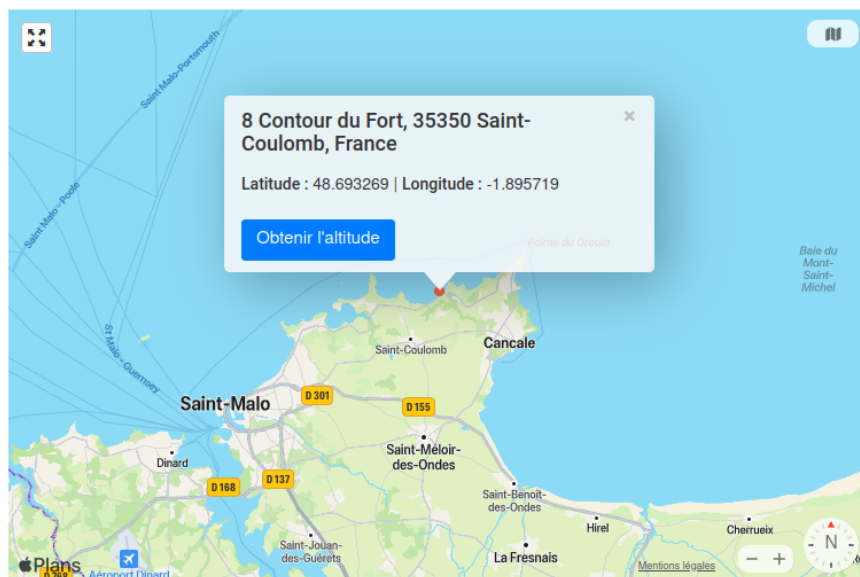 Saint Malo-Portsmouth
8 Contour du Fort, 35350 Saint-
Coulomb, France
×
Latitude : 48.693269 | Longitude : -1.895719
Obtenir l'altitude
Saint Malo - Poole
Pointe du Grouin
Baie du
Mont-
Saint-
Michel
St Malo - Guernsey
Saint-Coulomb
Cancale
Saint-Malo
D 301
D 155
Dinard
Saint-Méloir-
des-Ondes
D 168
D 137
Saint-Benoît-
des-Ondes
Hirel
Cherrueix
Saint-Jouan-
des-Guérets
La Fresnais
N
Plans
D 768
Aéroport Dinard
Mentions légales
− +